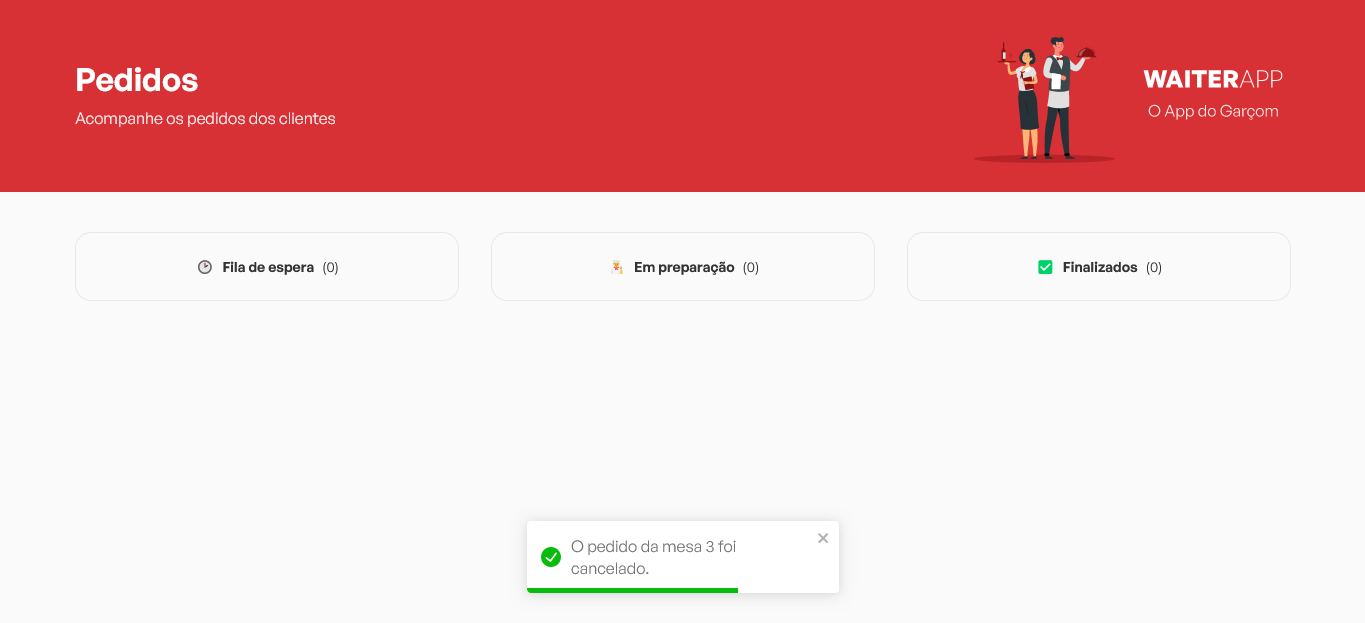 Pedidos
Acompanhe os pedidos dos clientes
WAITERAPP
O App do Garçom
Fila de espera (0)
Em preparação (0)
Finalizados (0)
O pedido da mesa 3 foi
cancelado.